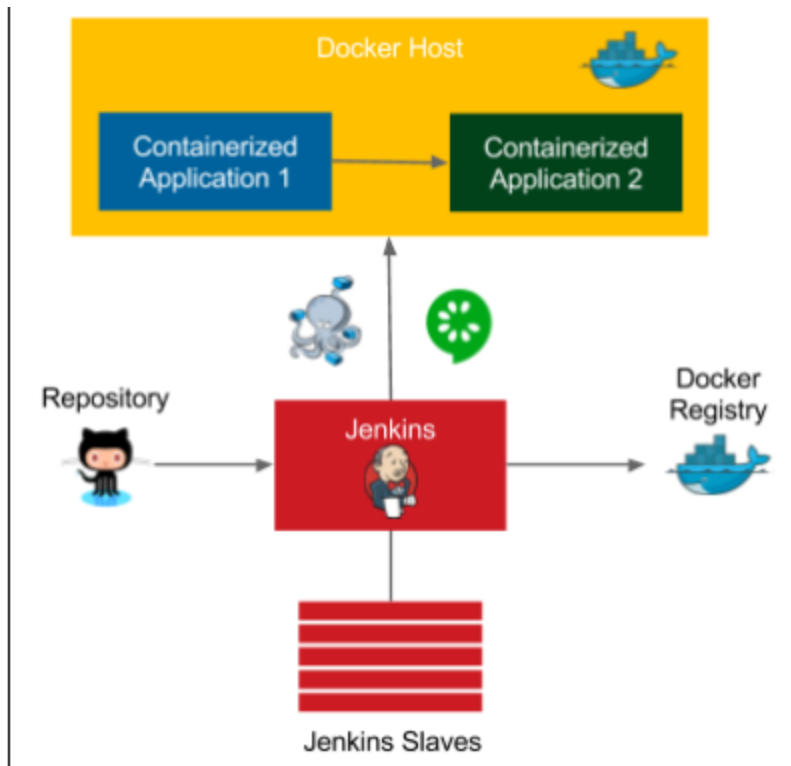 Docker Host
Containerized
Application 1
Containerized
Application 2
Repository
Docker
Registry
Jenkins
Jenkins Slaves